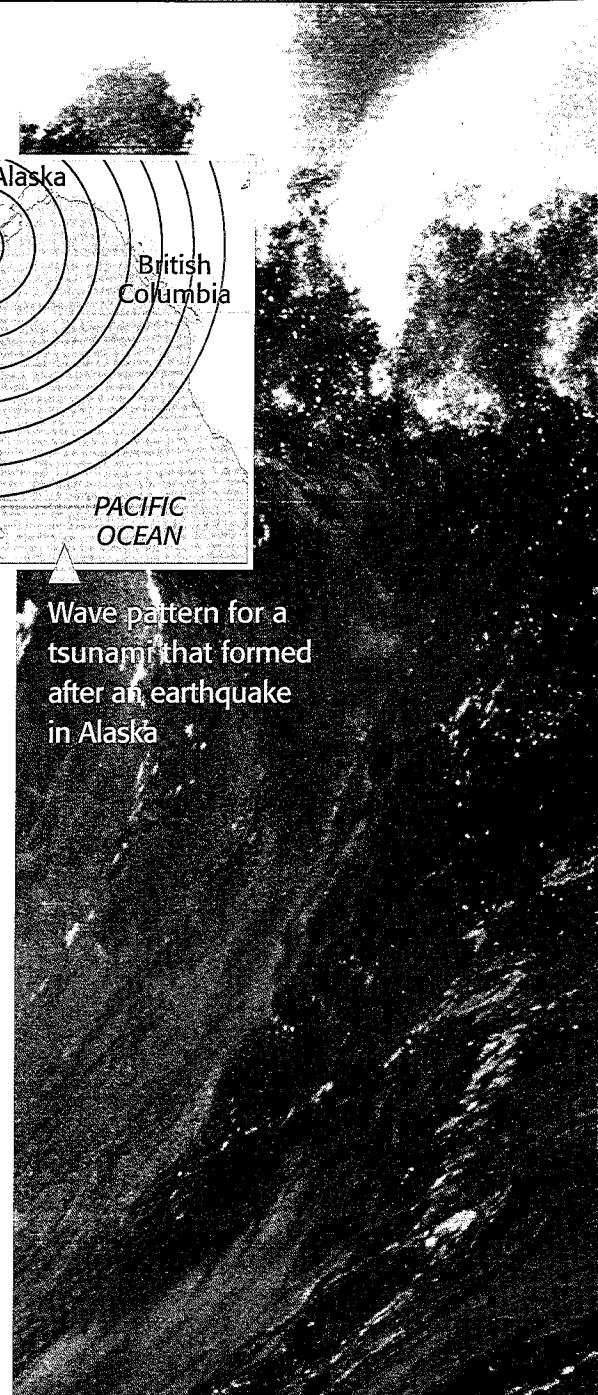 Alaska
British
Columbia
PACIFIC
OCEAN
Wave pattern for a
tsunami that formed
after an earthquake
in Alaska